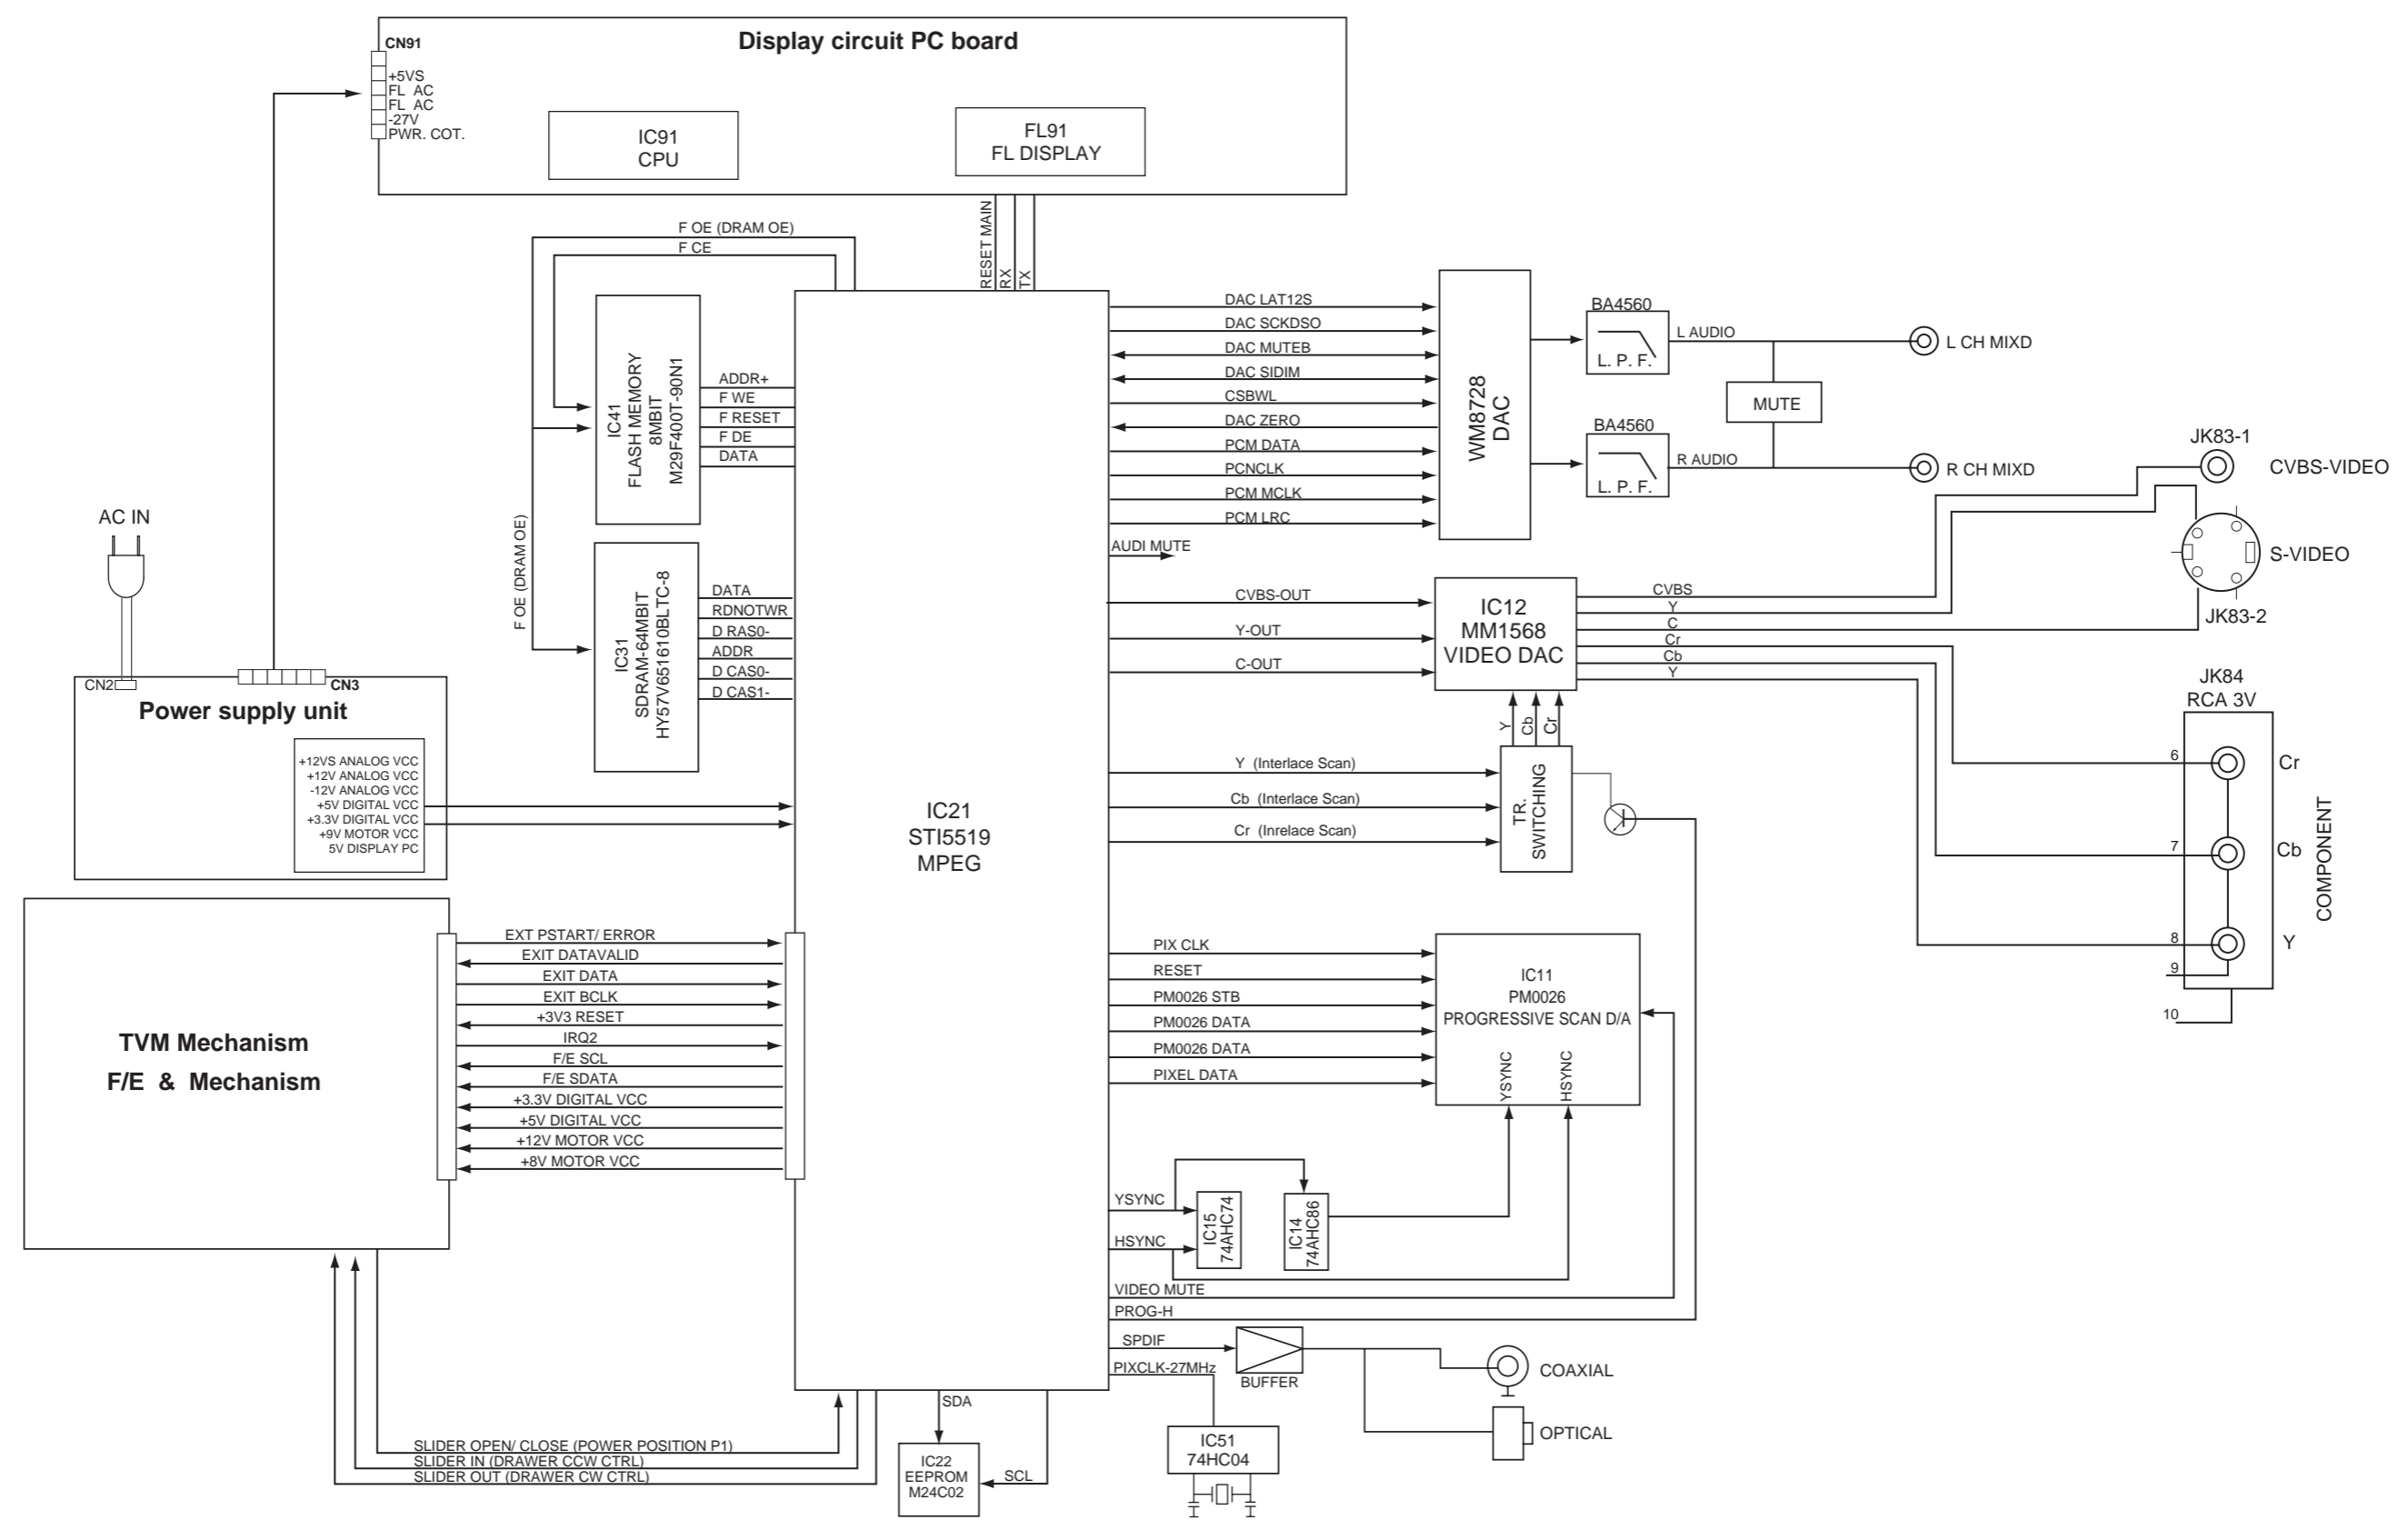 Display circuit PC board
CN91
+5VS
FL AC
FL AC
-27V
PWR. COT.
IC91
CPU
FL91
FL DISPLAY
RESET MAIN
RX
TX
F OE (DRAM OE)
F CE
IC41
FLASH MEMORY
8MBIT
M29F400T-90N1
ADDR+
F WE
F RESET
F DE
DATA
F OE (DRAM OE)
IC31
SDRAM-64MBIT
HY57V651610BLTC-8
DATA
RDNOTWR
D RAS0-
ADDR
D CAS0-
D CAS1-
AC IN
CN2
CN3
Power supply unit
+12VS ANALOG VCC
+12V ANALOG VCC
-12V ANALOG VCC
+5V DIGITAL VCC
+3.3V DIGITAL VCC
+9V MOTOR VCC
5V DISPLAY PC
TVM Mechanism
F/E & Mechanism
EXT PSTART/ ERROR
EXIT DATAVALID
EXIT DATA
EXIT BCLK
+3V3 RESET
IRQ2
F/E SCL
F/E SDATA
+3.3V DIGITAL VCC
+5V DIGITAL VCC
+12V MOTOR VCC
+8V MOTOR VCC
SLIDER OPEN/ CLOSE (POWER POSITION P1)
SLIDER IN (DRAWER CCW CTRL)
SLIDER OUT (DRAWER CW CTRL)
IC21
STI5519
MPEG
SDA
SCL
IC22
EEPROM
M24C02
DAC LAT12S
DAC SCKDSO
DAC MUTEB
DAC SIDIM
CSBWL
DAC ZERO
PCM DATA
PCNCLK
PCM MCLK
PCM LRC
AUDI MUTE
WM8728
DAC
BA4560
L. P. F.
L AUDIO
L CH MIXD
MUTE
BA4560
L. P. F.
R AUDIO
R CH MIXD
JK83-1
CVBS-VIDEO
S-VIDEO
JK83-2
CVBS-OUT
Y-OUT
C-OUT
IC12
MM1568
VIDEO DAC
CVBS
Y
C
Cr
Cb
Y
Y
Cb
Cr
Y (Interlace Scan)
Cb (Interlace Scan)
Cr (Inrelace Scan)
TR.
SWITCHING
JK84
RCA 3V
6
Cr
7
Cb
8
Y
9
10
COMPONENT
PIX CLK
RESET
PM0026 STB
PM0026 DATA
PM0026 DATA
PIXEL DATA
IC11
PM0026
PROGRESSIVE SCAN D/A
YSYNC
HSYNC
YSYNC
HSYNC
IC15
74AHC74
IC14
74AHC86
VIDEO MUTE
PROG-H
SPDIF
PIXCLK-27MHz
BUFFER
COAXIAL
OPTICAL
IC51
74HC04